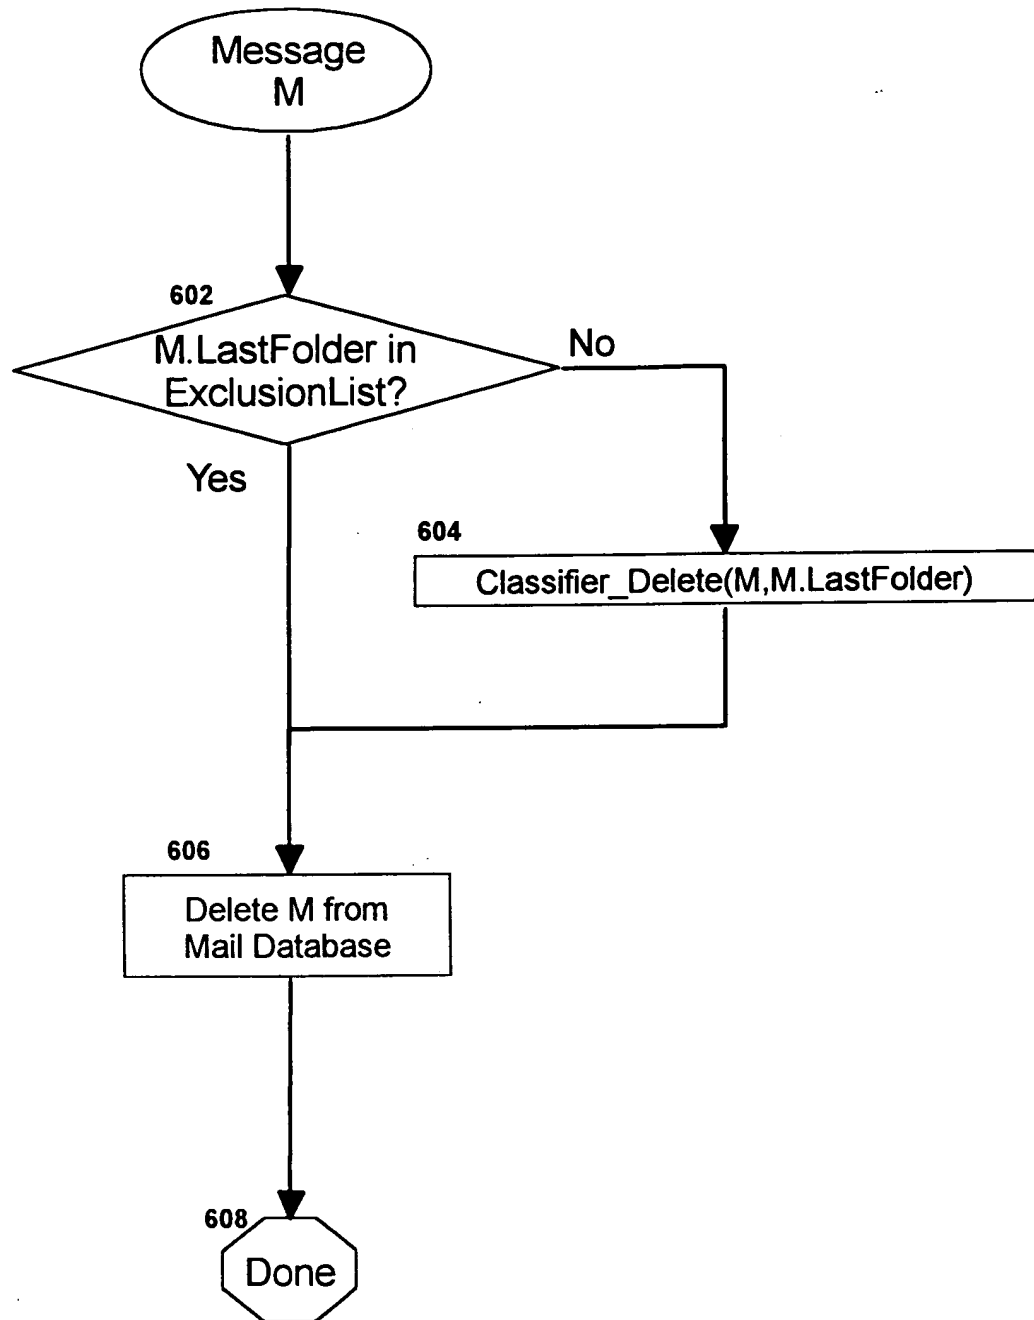 Message
M
602
M.LastFolder in
ExclusionList?
No
Yes
604
Classifier_Delete(M,M.LastFolder)
606
Delete M from
Mail Database
608
Done